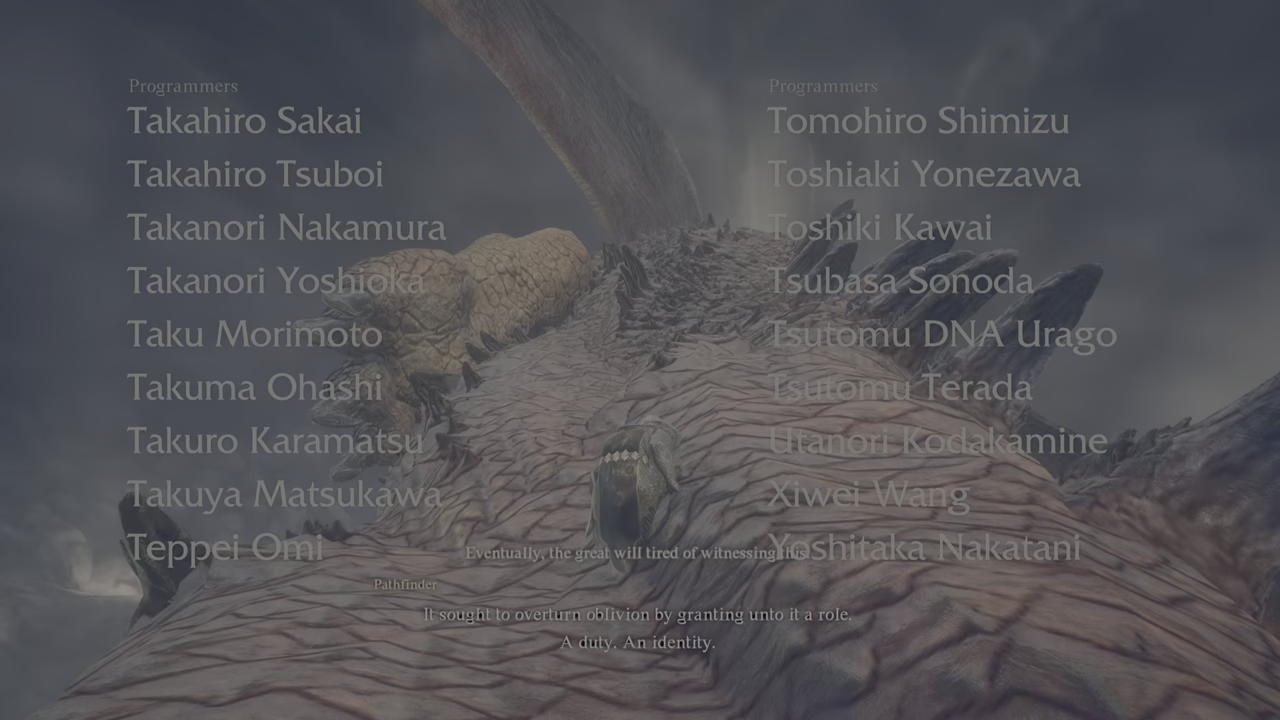 Programmers
Takahiro Sakai
Takahiro Tsuboi
Takanori Nakamura
Takanori Yoshioka
Taku Morimoto
Takuma Ohashi
Takuro Karamatsu
Takuya Matsukawa
Teppei Omi
Programmers
Tomohiro Shimizu
Toshiaki Yonezawa
Toshiki Kawai
Tsubasa Sonoda
Tsutomu DNA Urago
Tsutomu Terada
Utanori Kodakamine
Xiwei Wang
Yoshitaka Nakatani
Eventually, the great will tired of witnessing this.
Pathfinder
It sought to overturn oblivion by granting unto it a role.
A duty. An identity.